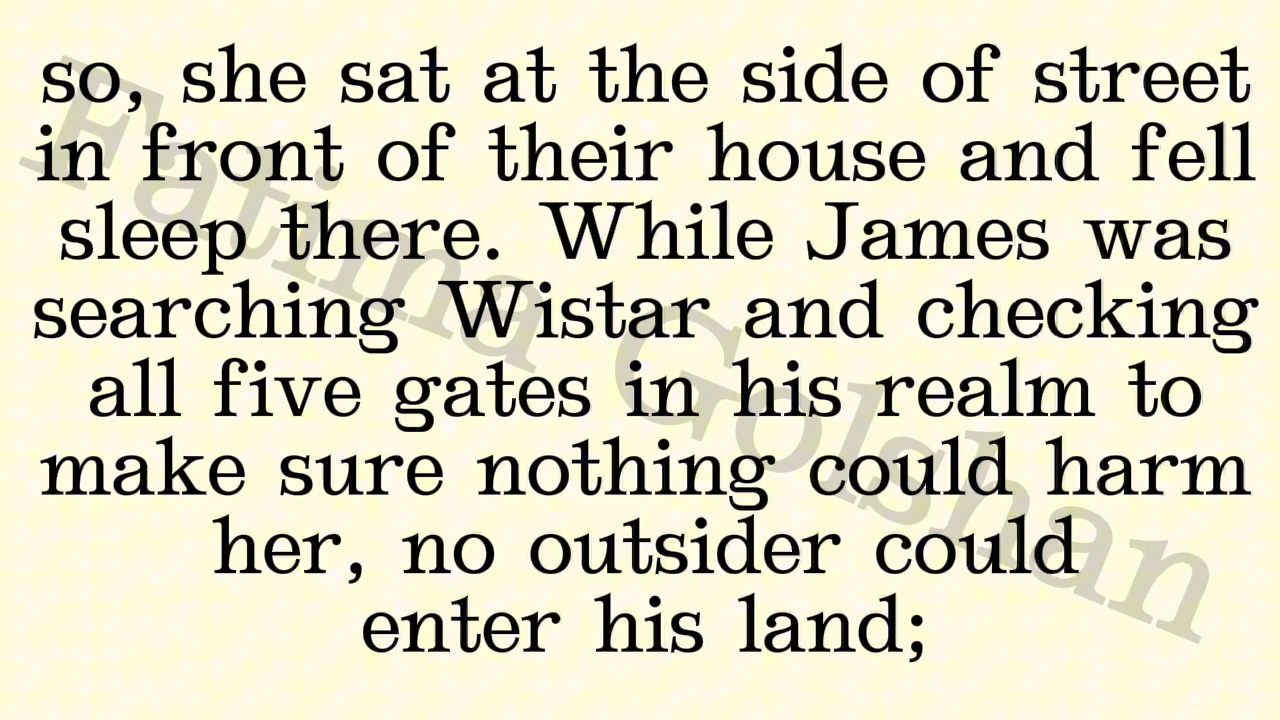 so, she sat at the side of street
in front of their house and fell
sleep there. While James was
searching Wistar and checking
all five gates in his realm to
make sure nothing could harm
her, no outsider could
enter his land;
Fatima Golshan